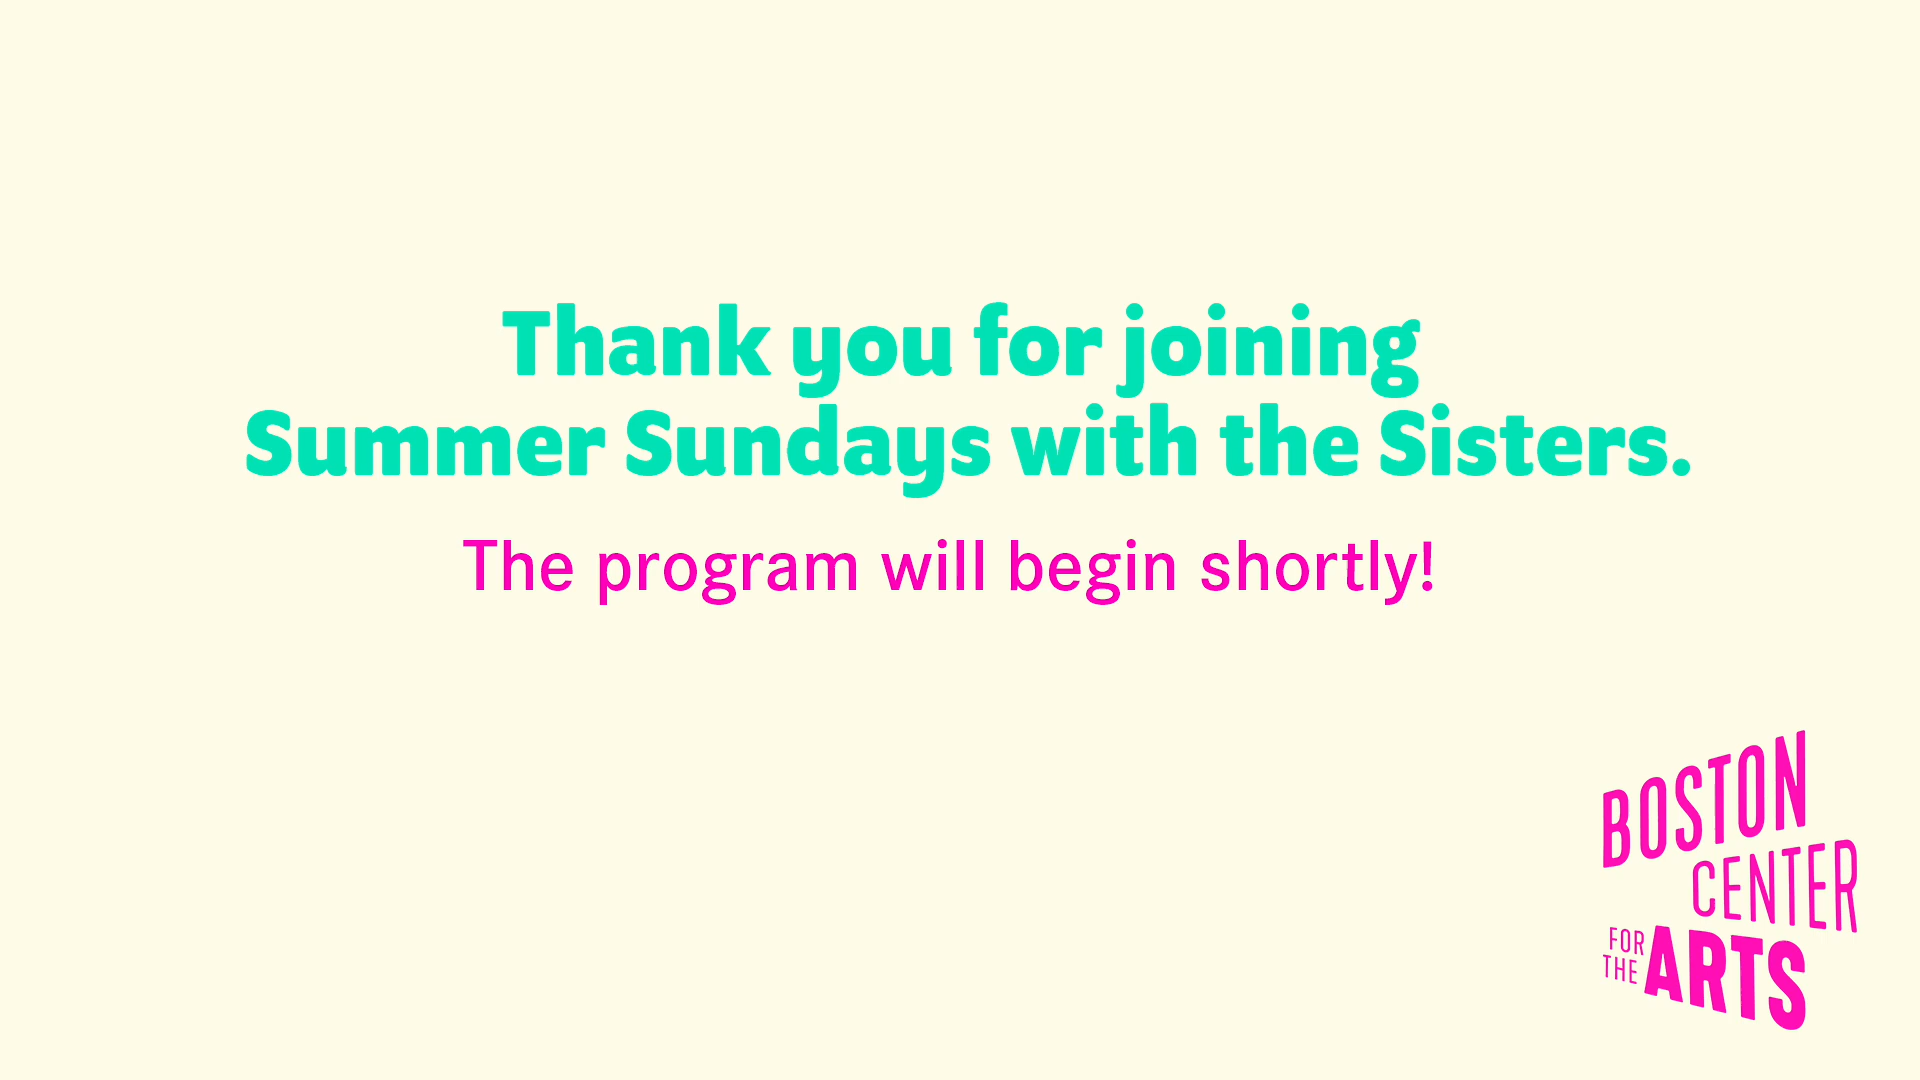 Thank you for joining
Summer Sundays with the Sisters.
The program will begin shortly!
BOSTON
CENTER
FOR THE ARTS